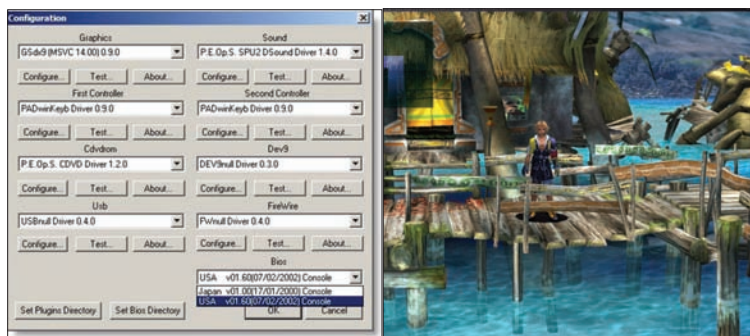 Configuration
Graphics
Sound
GSdx9 (MSVC 14.00) 0.9.0
P.E.Op.S. SPU2 DSound Driver 1.4.0
Configure... Test... About...
Configure... Test... About...
First Controller
Second Controller
PADwinKeyb Driver 0.9.0
PADwinKeyb Driver 0.9.0
Configure... Test... About...
Configure... Test... About...
Cdvdrom
Dev9
P.E.Op.S. CDVD Driver 1.2.0
DEV9null Driver 0.3.0
Configure... Test... About...
Configure... Test... About...
Usb
FireWire
USBnull Driver 0.4.0
FWnull Driver 0.4.0
Configure... Test... About...
Configure... Test... About...
Bios
USA v01.60(07/02/2002) Console
Japan v01.00(17/01/2000) Console
USA v01.60(07/02/2002) Console
Set Plugins Directory Set Bios Directory OK Cancel